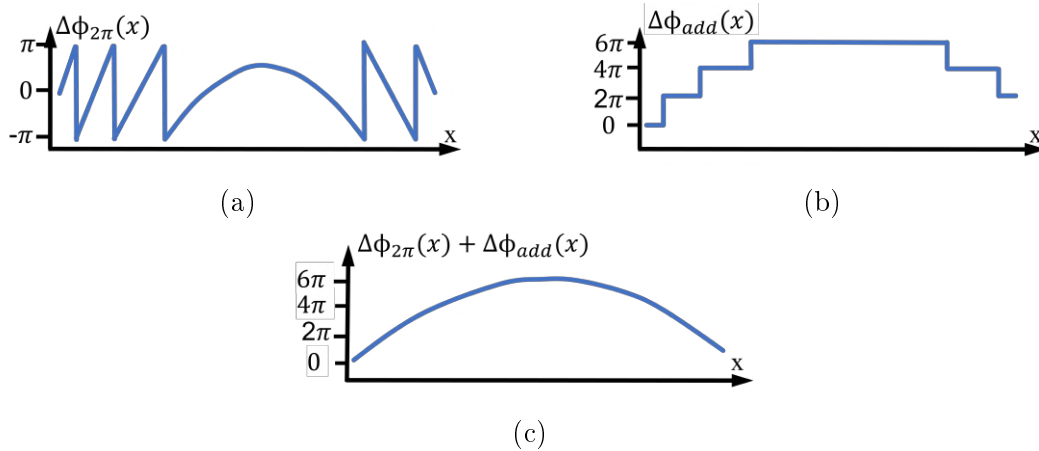 Δϕ₂π(x)
π
0
-π
x
(a)
Δϕadd(x)
6π
4π
2π
0
x
(b)
Δϕ₂π(x) + Δϕadd(x)
6π
4π
2π
0
x
(c)